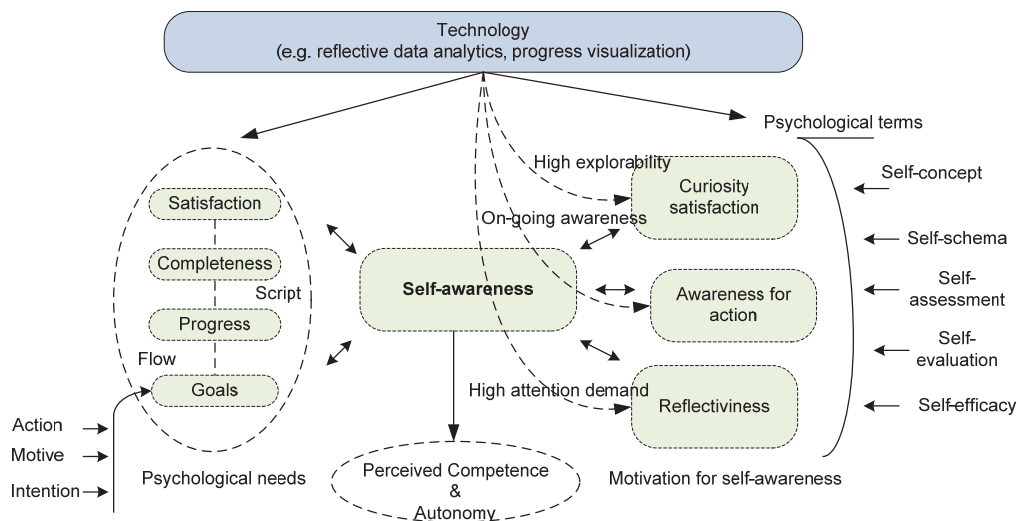 Technology
(e.g. reflective data analytics, progress visualization)
Psychological terms
High explorability
Curiosity
satisfaction
Self-concept
Satisfaction
On-going awareness
Self-schema
Completeness
Script
Self-awareness
Awareness for
action
Self-
assessment
Progress
Flow
Self-
evaluation
Goals
High attention demand
Reflectiviness
Self-efficacy
Action
Motive
Intention
Psychological needs
Perceived Competence
&
Autonomy
Motivation for self-awareness